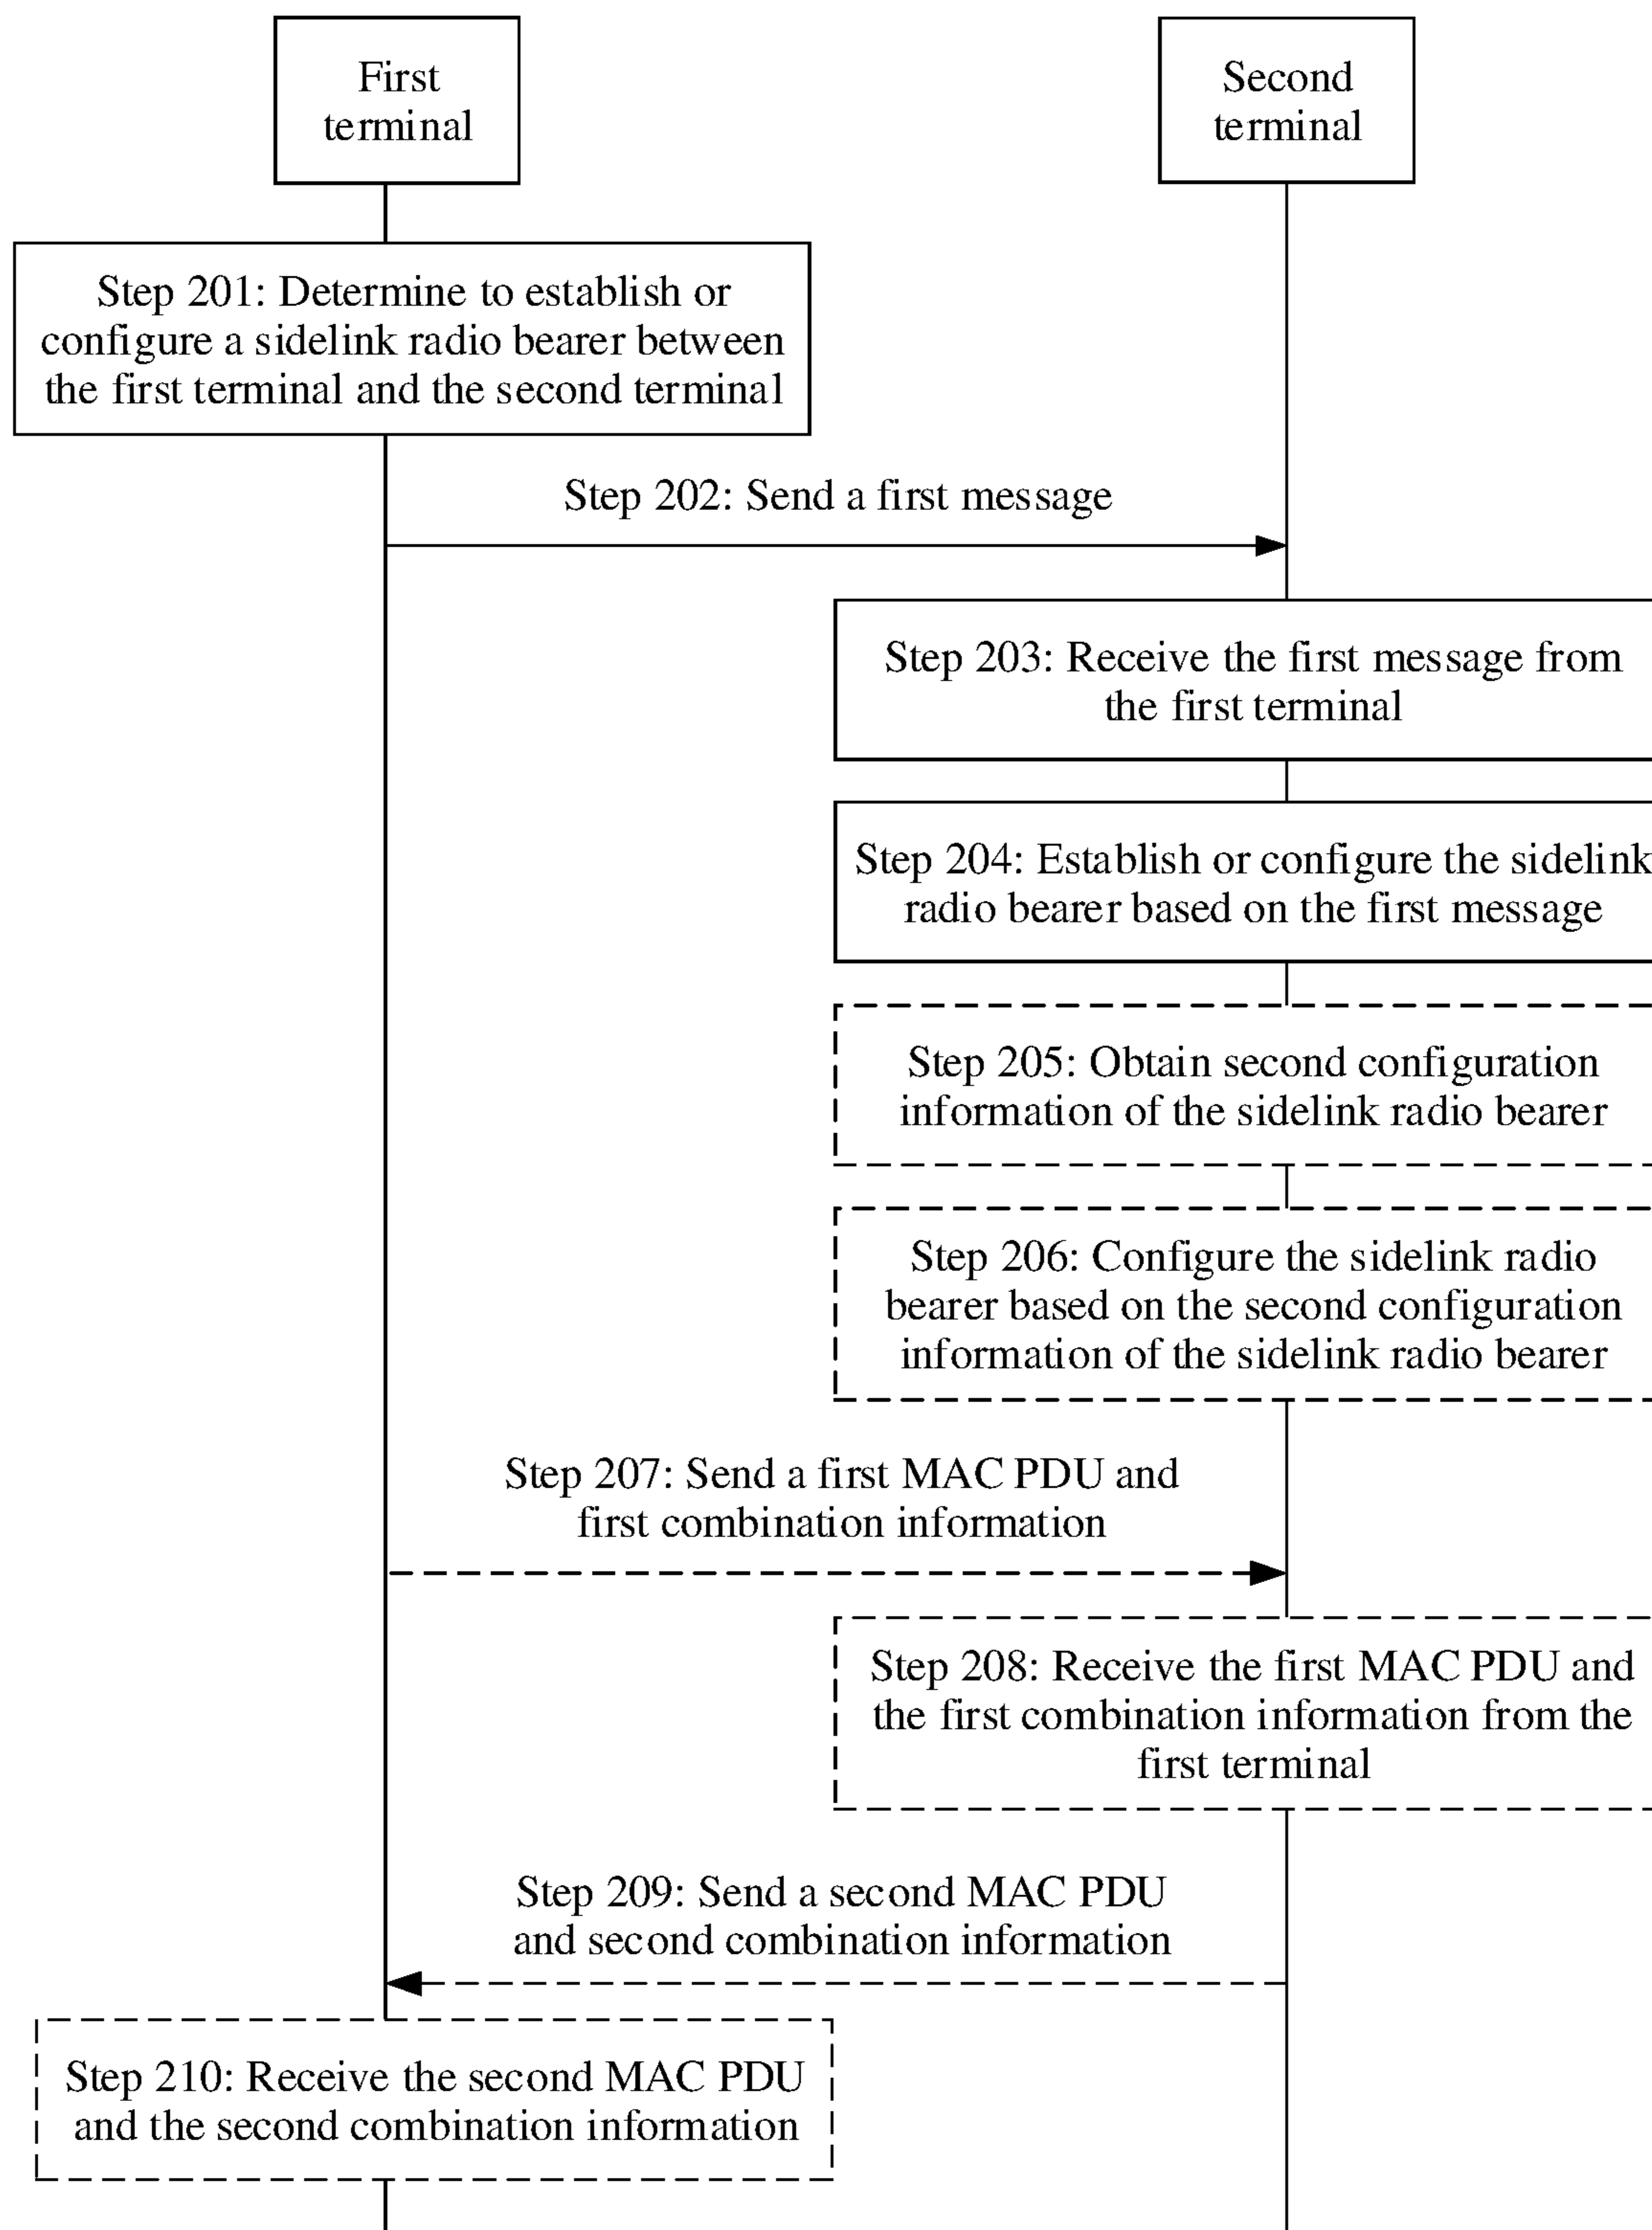 First
terminal
Second
terminal
Step 201: Determine to establish or
configure a sidelink radio bearer between
the first terminal and the second terminal
Step 202: Send a first message
Step 203: Receive the first message from
the first terminal
Step 204: Establish or configure the sidelink
radio bearer based on the first message
Step 205: Obtain second configuration
information of the sidelink radio bearer
Step 206: Configure the sidelink radio
bearer based on the second configuration
information of the sidelink radio bearer
Step 207: Send a first MAC PDU and
first combination information
Step 208: Receive the first MAC PDU and
the first combination information from the
first terminal
Step 209: Send a second MAC PDU
and second combination information
Step 210: Receive the second MAC PDU
and the second combination information